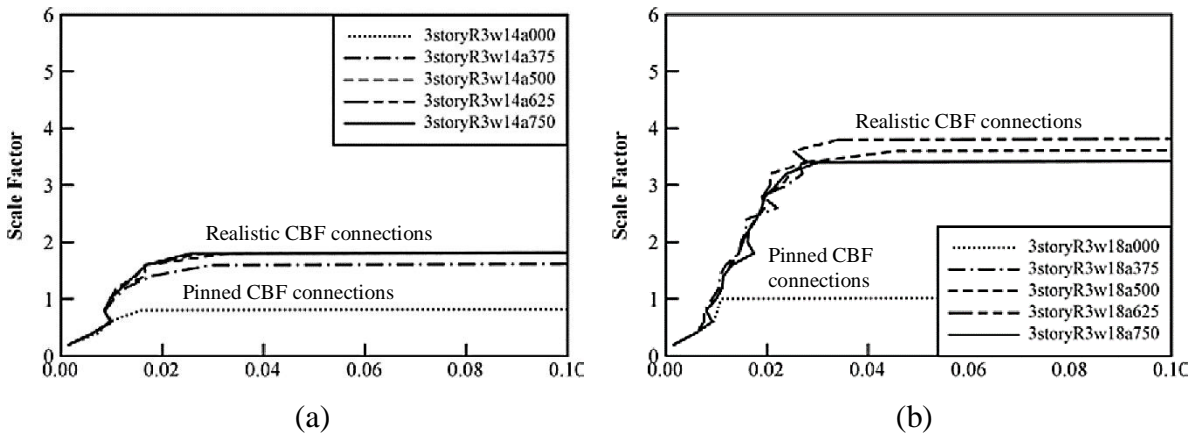 6
5
4
3
2
1
0
Scale Factor
3storyR3w14a000
3storyR3w14a375
3storyR3w14a500
3storyR3w14a625
3storyR3w14a750
Realistic CBF connections
Pinned CBF connections
0.00 0.02 0.04 0.06 0.08 0.10
(a)
6
5
4
3
2
1
0
Scale Factor
Realistic CBF connections
Pinned CBF
connections
3storyR3w18a000
3storyR3w18a375
3storyR3w18a500
3storyR3w18a625
3storyR3w18a750
0.00 0.02 0.04 0.06 0.08 0.10
(b)